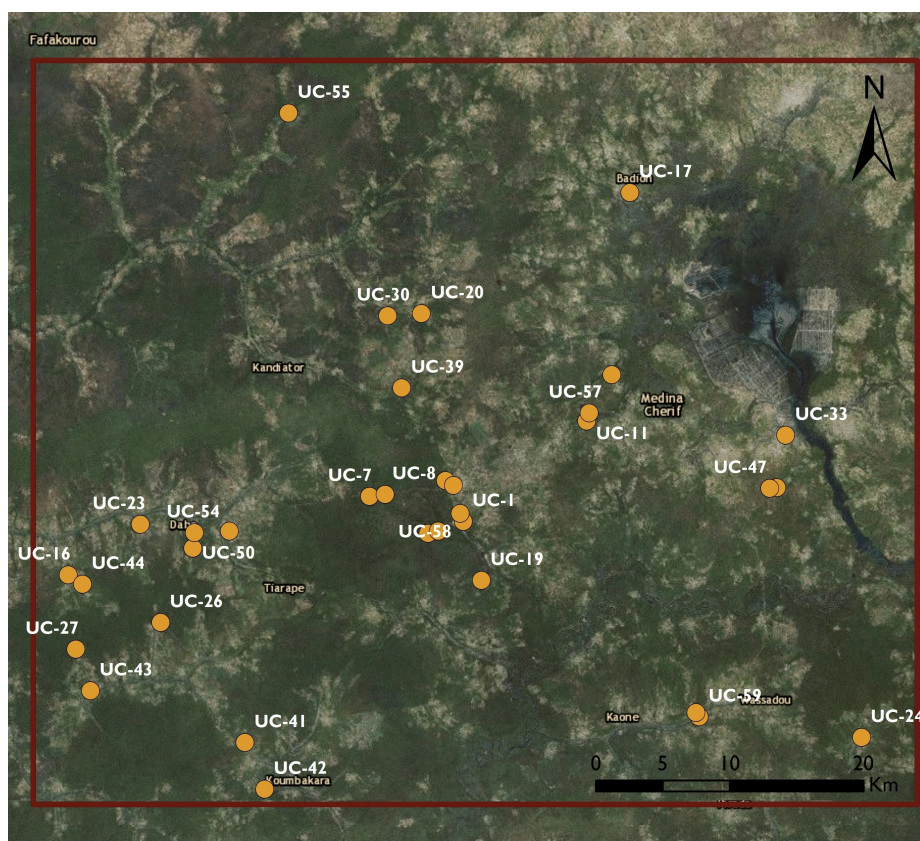 Fafakourou
UC-55
N
Badion
UC-17
UC-30
UC-20
Kandiator
UC-39
UC-57
Medina
Cherif
UC-11
UC-33
UC-7
UC-8
UC-47
UC-23
UC-54
UC-1
UC-58
UC-50
UC-16
UC-44
UC-19
Tiarape
UC-26
UC-27
UC-43
UC-59
Kaone
UC-24
UC-41
UC-42
Koumbakara
0 5 10 20
Km